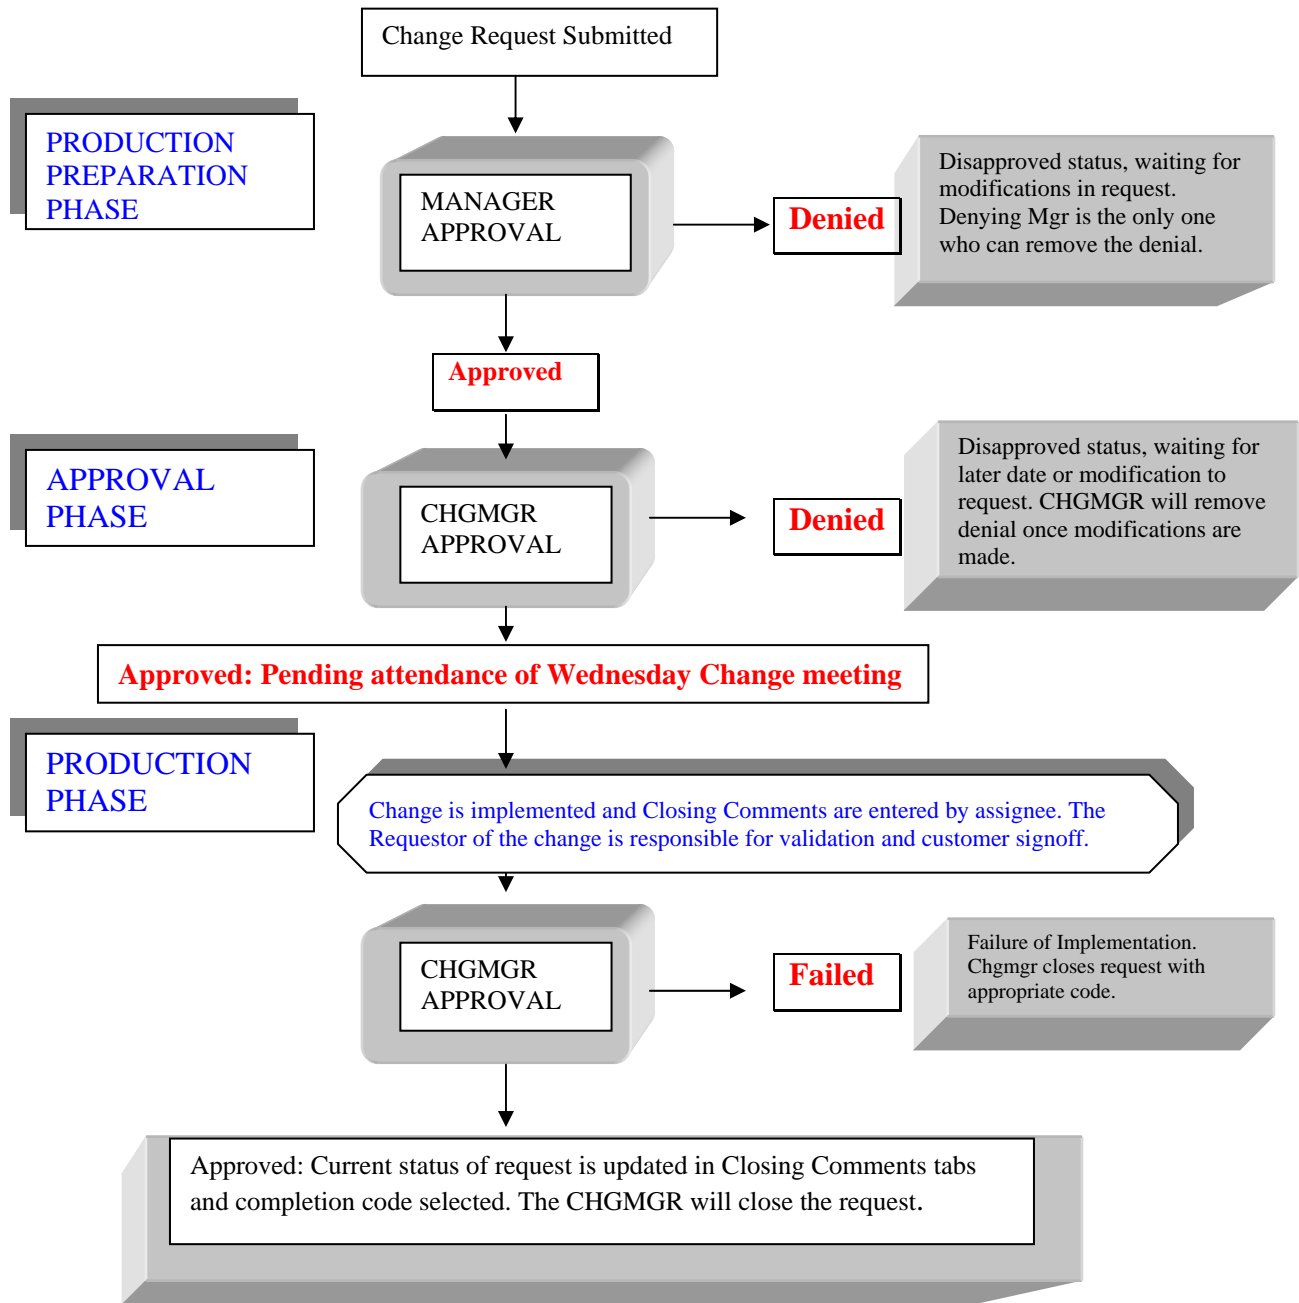 Change Request Submitted
PRODUCTION
PREPARATION
PHASE
MANAGER
APPROVAL
Denied
Disapproved status, waiting for
modifications in request.
Denying Mgr is the only one
who can remove the denial.
Approved
APPROVAL
PHASE
CHGMGR
APPROVAL
Denied
Disapproved status, waiting for
later date or modification to
request. CHGMGR will remove
denial once modifications are
made.
Approved: Pending attendance of Wednesday Change meeting
PRODUCTION
PHASE
Change is implemented and Closing Comments are entered by assignee. The
Requestor of the change is responsible for validation and customer signoff.
CHGMGR
APPROVAL
Failed
Failure of Implementation.
Chgmgr closes request with
appropriate code.
Approved: Current status of request is updated in Closing Comments tabs
and completion code selected. The CHGMGR will close the request.